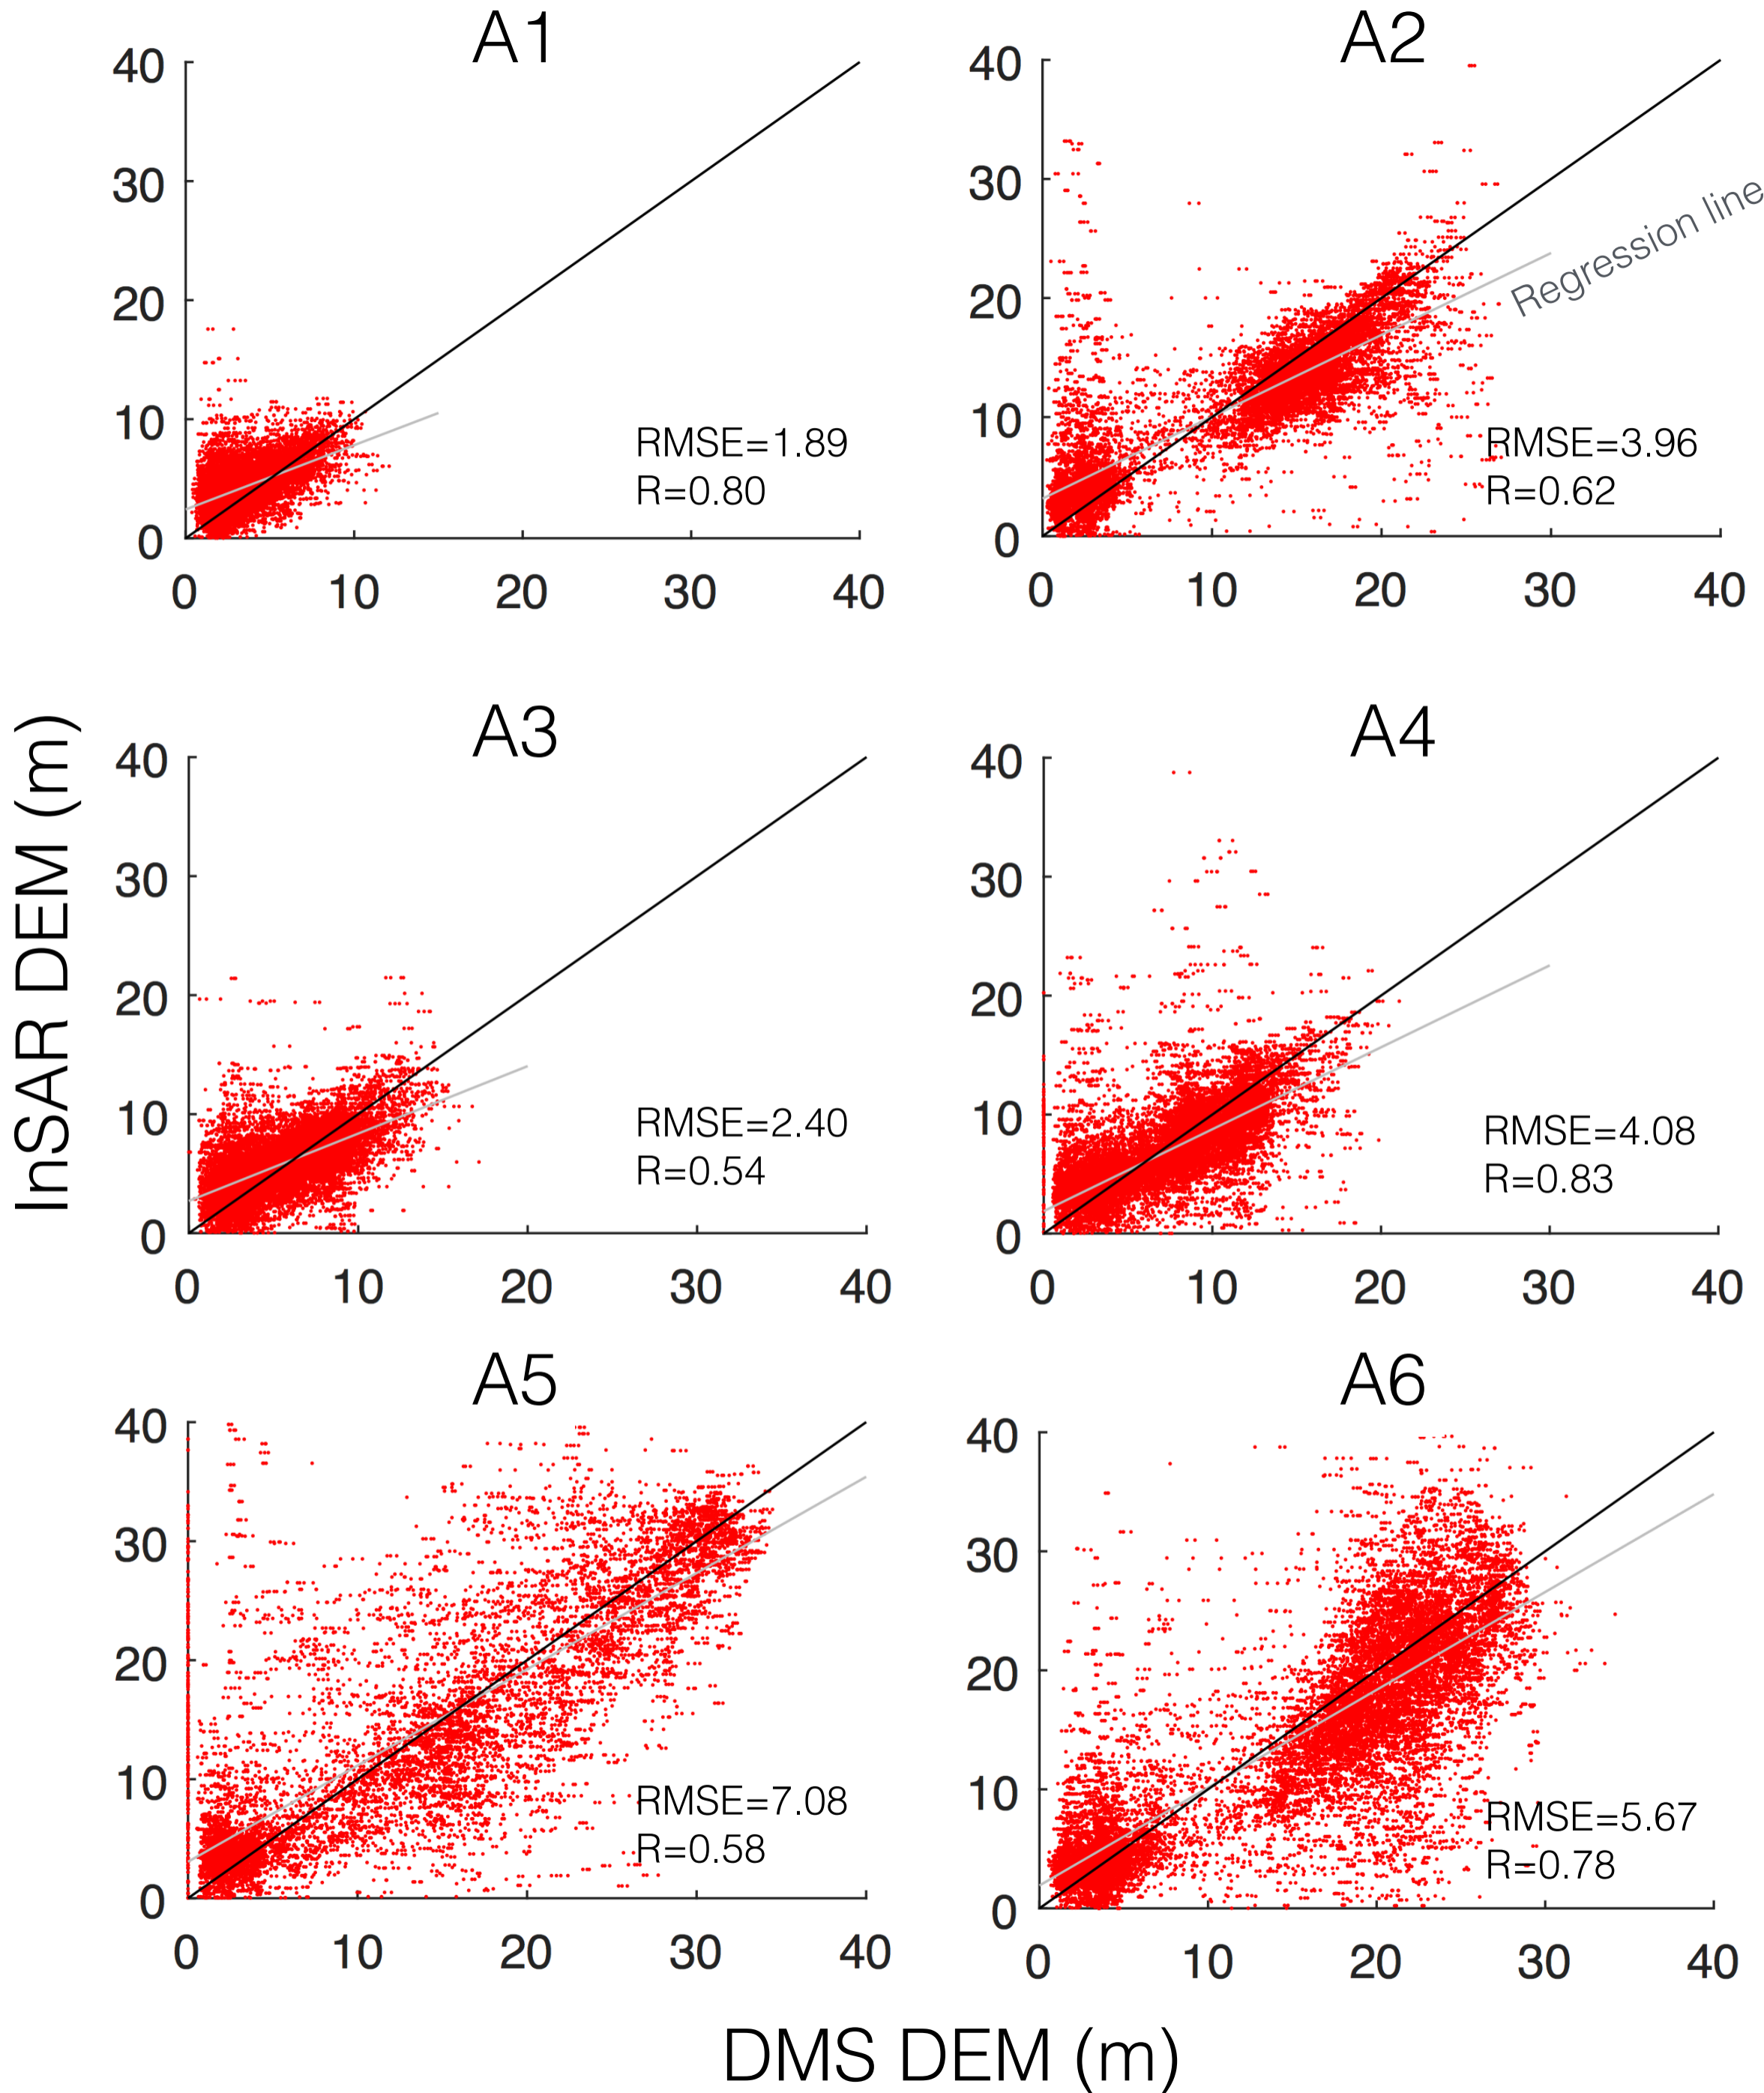 A1
40
30
20
10
0
0 10 20 30 40
RMSE=1.89
R=0.80
A2
40
30
20
10
0
0 10 20 30 40
Regression line
RMSE=3.96
R=0.62
InSAR DEM (m)
A3
40
30
20
10
0
0 10 20 30 40
RMSE=2.40
R=0.54
A4
40
30
20
10
0
0 10 20 30 40
RMSE=4.08
R=0.83
A5
40
30
20
10
0
0 10 20 30 40
RMSE=7.08
R=0.58
A6
40
30
20
10
0
0 10 20 30 40
RMSE=5.67
R=0.78
DMS DEM (m)